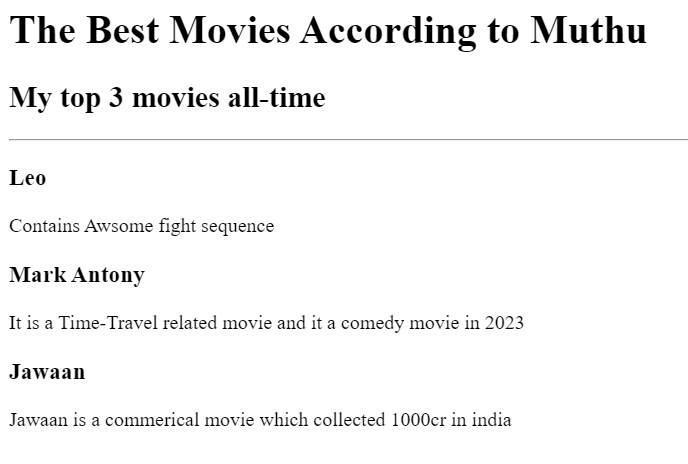 The Best Movies According to Muthu
My top 3 movies all-time
Leo
Contains Awsome fight sequence
Mark Antony
It is a Time-Travel related movie and it a comedy movie in 2023
Jawaan
Jawaan is a commerical movie which collected 1000cr in india